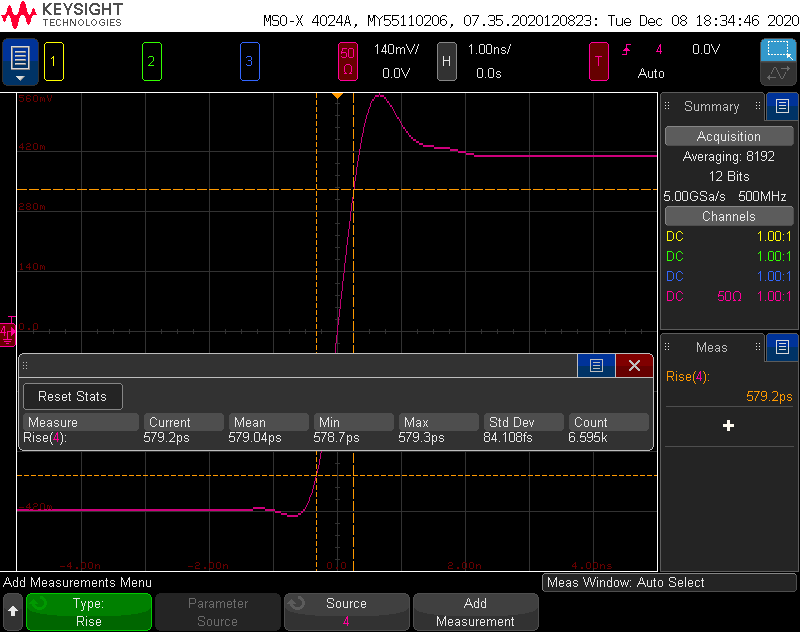 KEYSIGHT
TECHNOLOGIES
MSO-X 4024A, MY55110206, 07.35.2020120823: Tue Dec 08 18:34:46 2020
1 2 3 50Ω 140mV/ 0.0V H 1.00ns/ 0.0s T 4 0.0V Auto
560mV
420m
280m
140m
0.0
-420m
4
T
-4.00n -2.00n 0.0 2.00n 4.00ns
Summary
Acquisition
Averaging: 8192
12 Bits
5.00GSa/s 500MHz
Channels
DC 1.00:1
DC 1.00:1
DC 1.00:1
DC 50Ω 1.00:1
Meas
Rise(4):
579.2ps
+
Reset Stats
Measure Current Mean Min Max Std Dev Count
Rise(4): 579.2ps 579.04ps 578.7ps 579.3ps 84.108fs 6.595k
Add Measurements Menu
Meas Window: Auto Select
Type:
Rise
Parameter
Source
Source
4
Add
Measurement